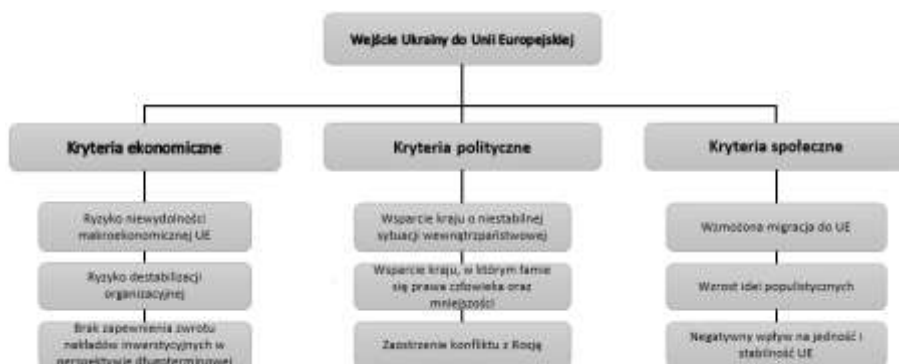 Wejście Ukrainy do Unii Europejskiej
Kryteria ekonomiczne
Kryteria polityczne
Kryteria społeczne
Ryzyko niewydolności
makroekonomicznej UE
Ryzyko destabilizacji
organizacyjnej
Brak zapewnienia zwrotu
nakładów inwestycyjnych w
perspektywie długoterminowej
Wsparcie kraju o niestabilnej
sytuacji wewnątrzpaństwowej
Wsparcie kraju, w którym łamie
się prawa człowieka oraz
mniejszości
Zaostrzenie konfliktu z Rosją
Wzmożona migracja do UE
Wzrost idei populistycznych
Negatywny wpływ na jedność i
stabilność UE